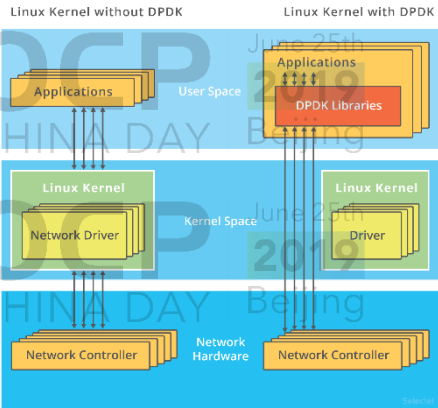 Linux Kernel without DPDK
Linux Kernel with DPDK
OCP
CHINA DAY
June 25th
2019
Beijing
Applications
User Space
Applications
DPDK Libraries
Linux Kernel
Network Driver
Kernel Space
Linux Kernel
Driver
OCP
CHINA DAY
June 25th
2019
Beijing
Network Controller
Network
Hardware
Network Controller
Selectel